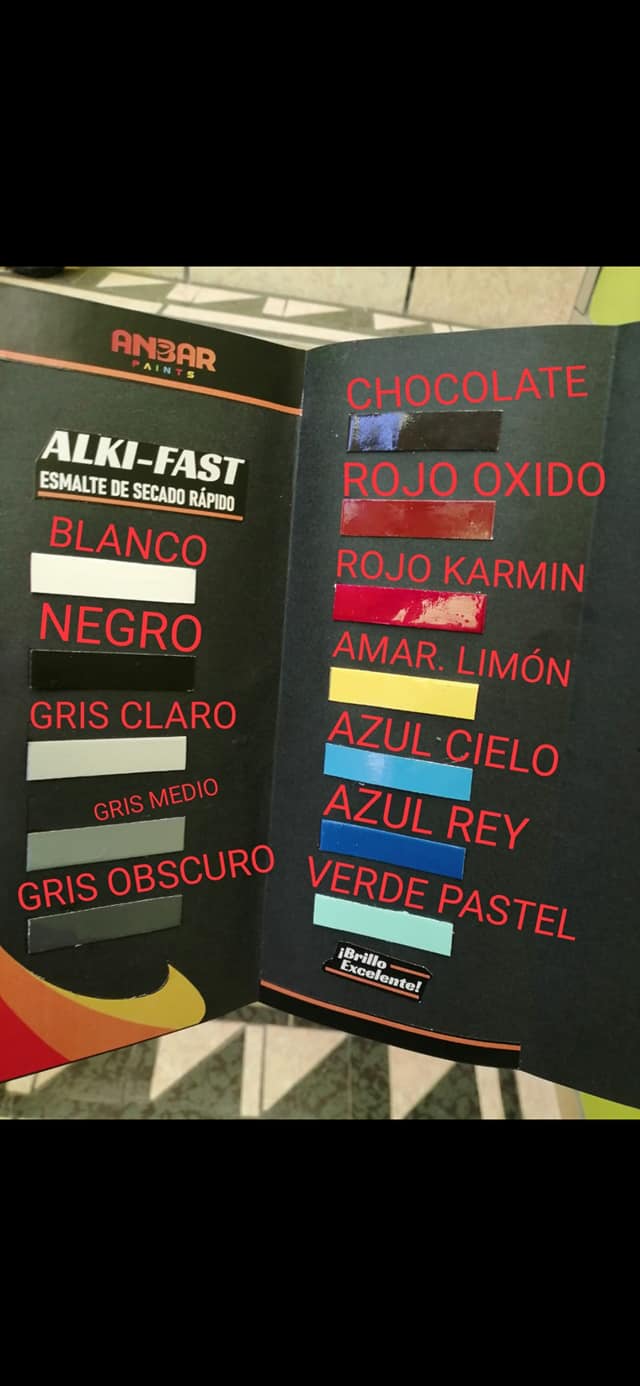 ANBAR
PAINTS
ALKI-FAST
ESMALTE DE SECADO RÁPIDO
BLANCO
NEGRO
GRIS CLARO
GRIS MEDIO
GRIS OBSCURO
CHOCOLATE
ROJO OXIDO
ROJO KARMIN
AMAR. LIMÓN
AZUL CIELO
AZUL REY
VERDE PASTEL
¡Brillo
Excelente!